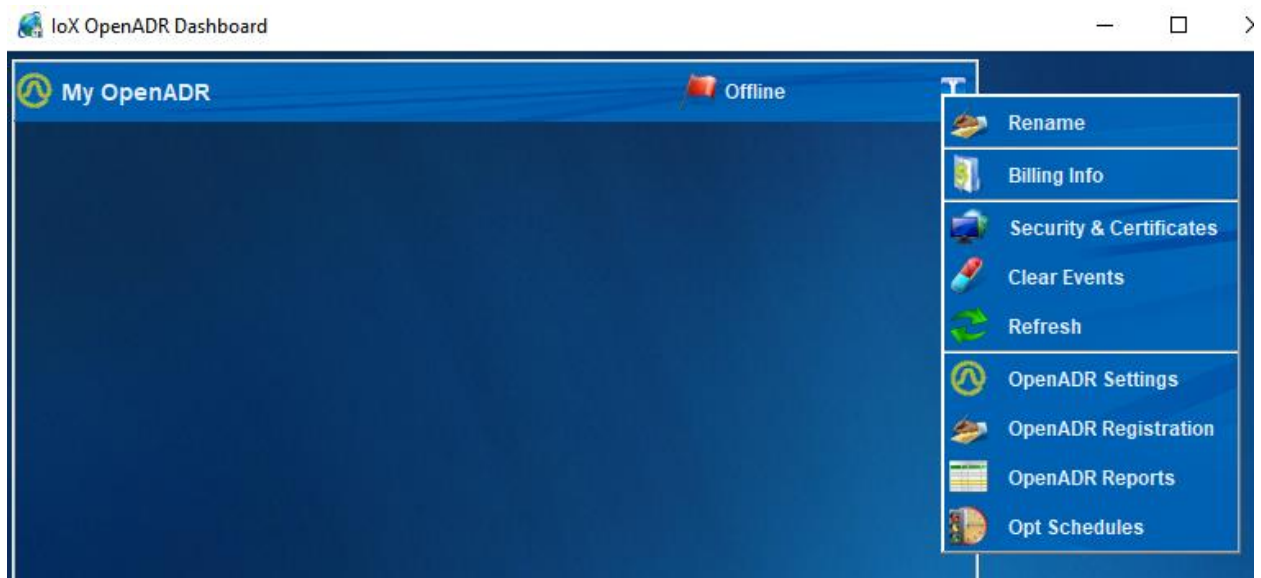 IoX OpenADR Dashboard
My OpenADR
Offline
Rename
Billing Info
Security & Certificates
Clear Events
Refresh
OpenADR Settings
OpenADR Registration
OpenADR Reports
Opt Schedules